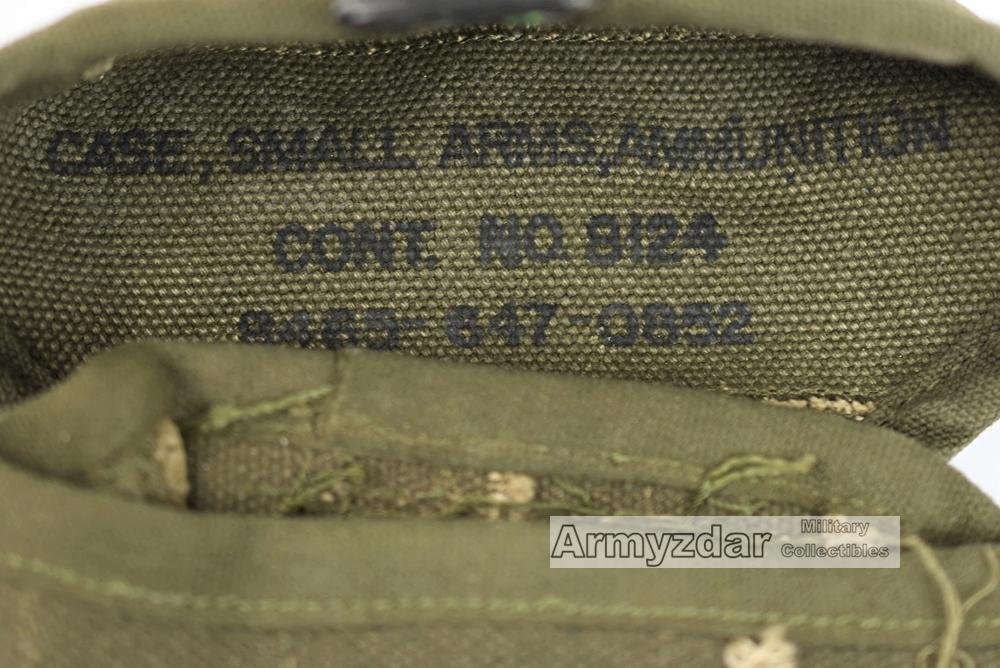 CASE, SMALL ARMS, AMMUNITION
CONT. NO. 8124
8465-647-0852
Armyzdar Military Collectibles